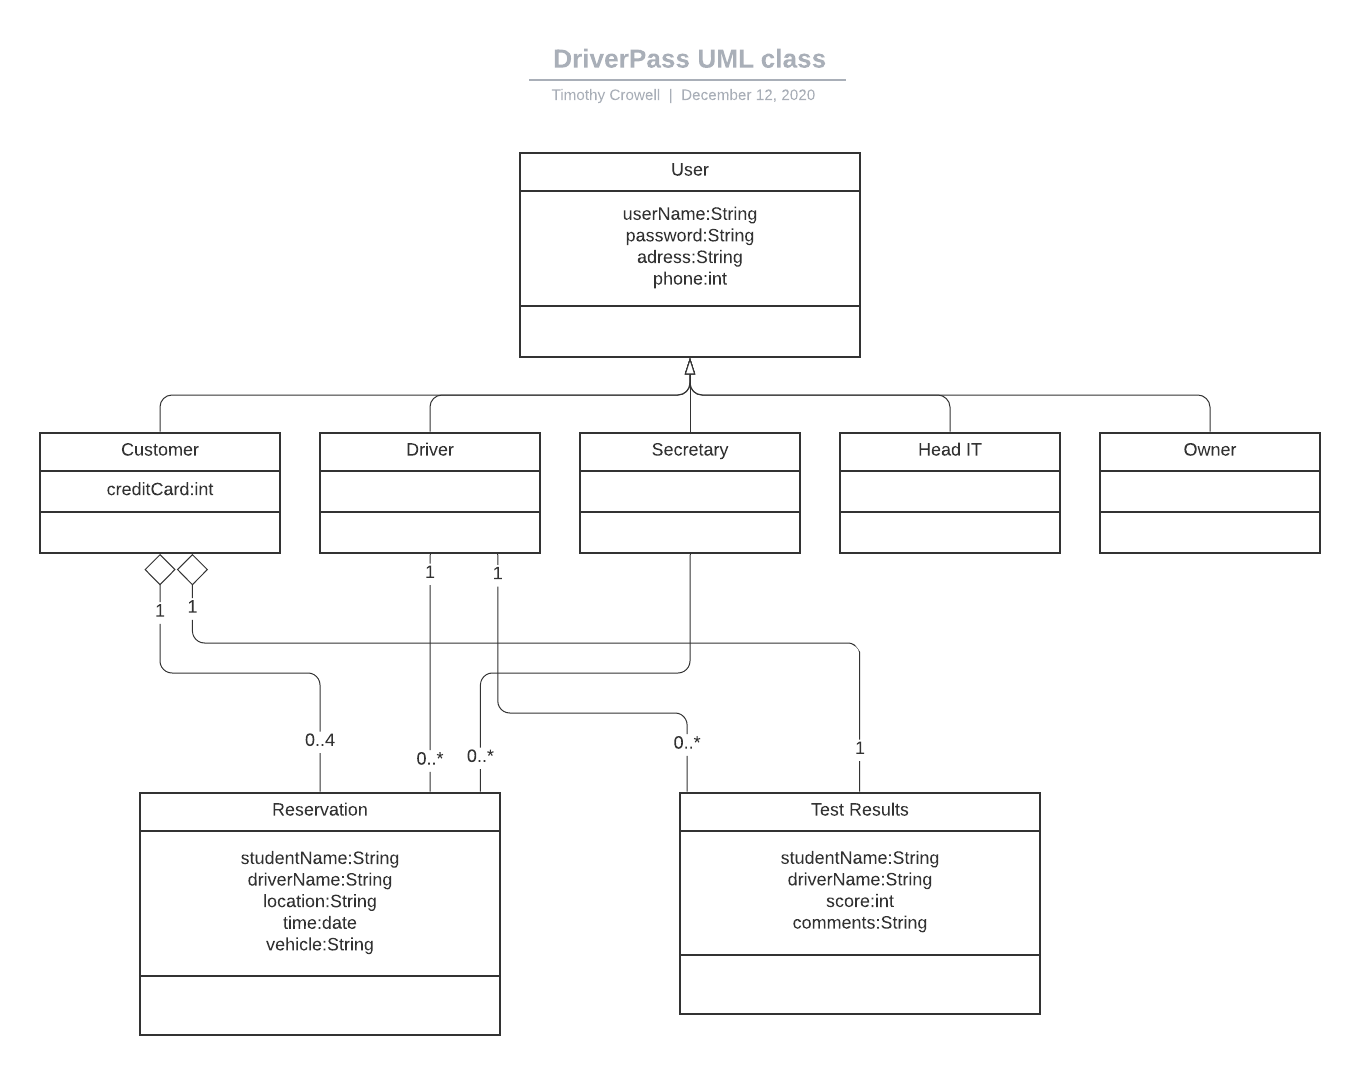 DriverPass UML class
Timothy Crowell | December 12, 2020
User
userName:String
password:String
adress:String
phone:int
Customer
creditCard:int
Driver
Secretary
Head IT
Owner
1
1
1
1
0..4
0..*
0..*
0..*
1
Reservation
studentName:String
driverName:String
location:String
time:date
vehicle:String
Test Results
studentName:String
driverName:String
score:int
comments:String